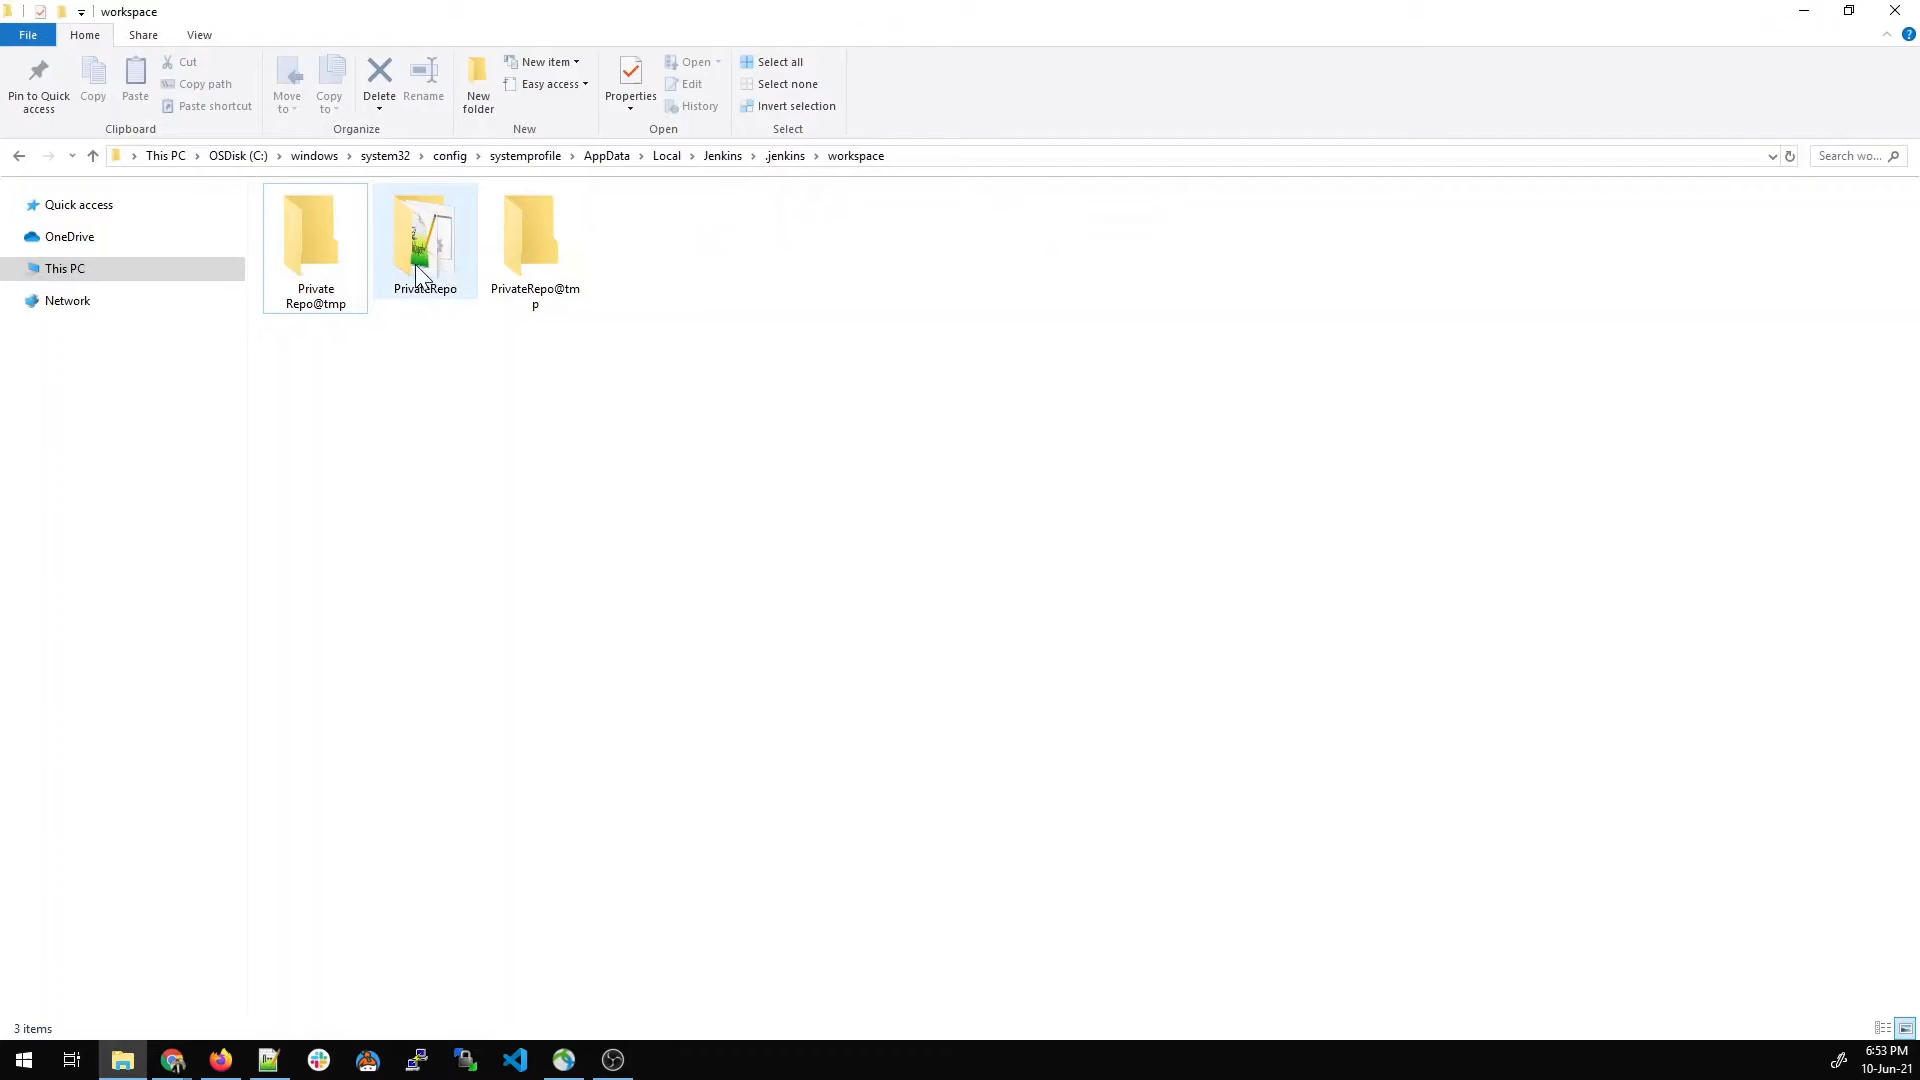 workspace
File Home Share View
Pin to Quick access
Copy
Paste
Cut
Copy path
Paste shortcut
Clipboard
Move to
Copy to
Delete
Rename
Organize
New folder
New item
Easy access
New
Properties
Open
Edit
History
Open
Select all
Select none
Invert selection
Select
This PC OSDisk (C:) windows system32 config systemprofile AppData Local Jenkins .jenkins workspace
Search wo...
Quick access
OneDrive
This PC
Network
Private
Repo@tmp
PrivateRepo
PrivateRepo@tm
p
3 items
6:53 PM
10-Jun-21